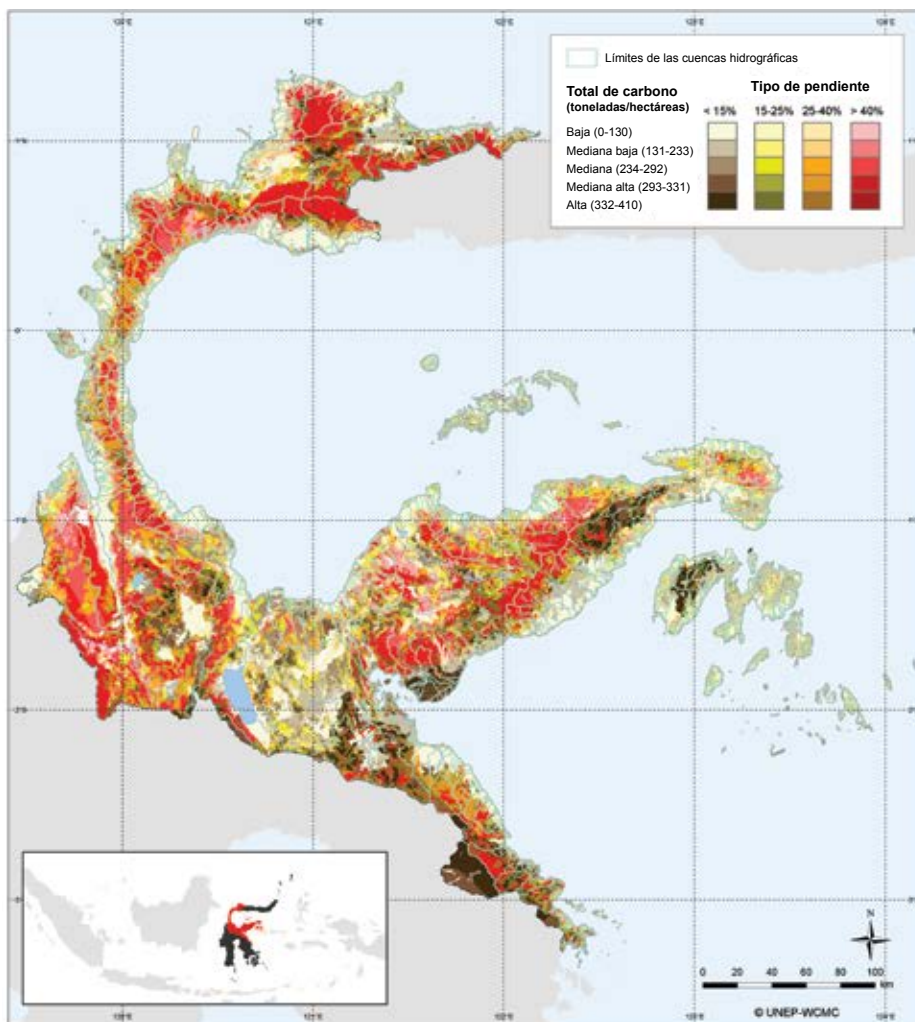 Límites de las cuencas hidrográficas
Total de carbono
(toneladas/hectáreas)
Tipo de pendiente
< 15%
15-25%
25-40%
> 40%
Baja (0-130)
Mediana baja (131-233)
Mediana (234-292)
Mediana alta (293-331)
Alta (332-410)
N
0 20 40 60 80 100
km
© UNEP-WCMC